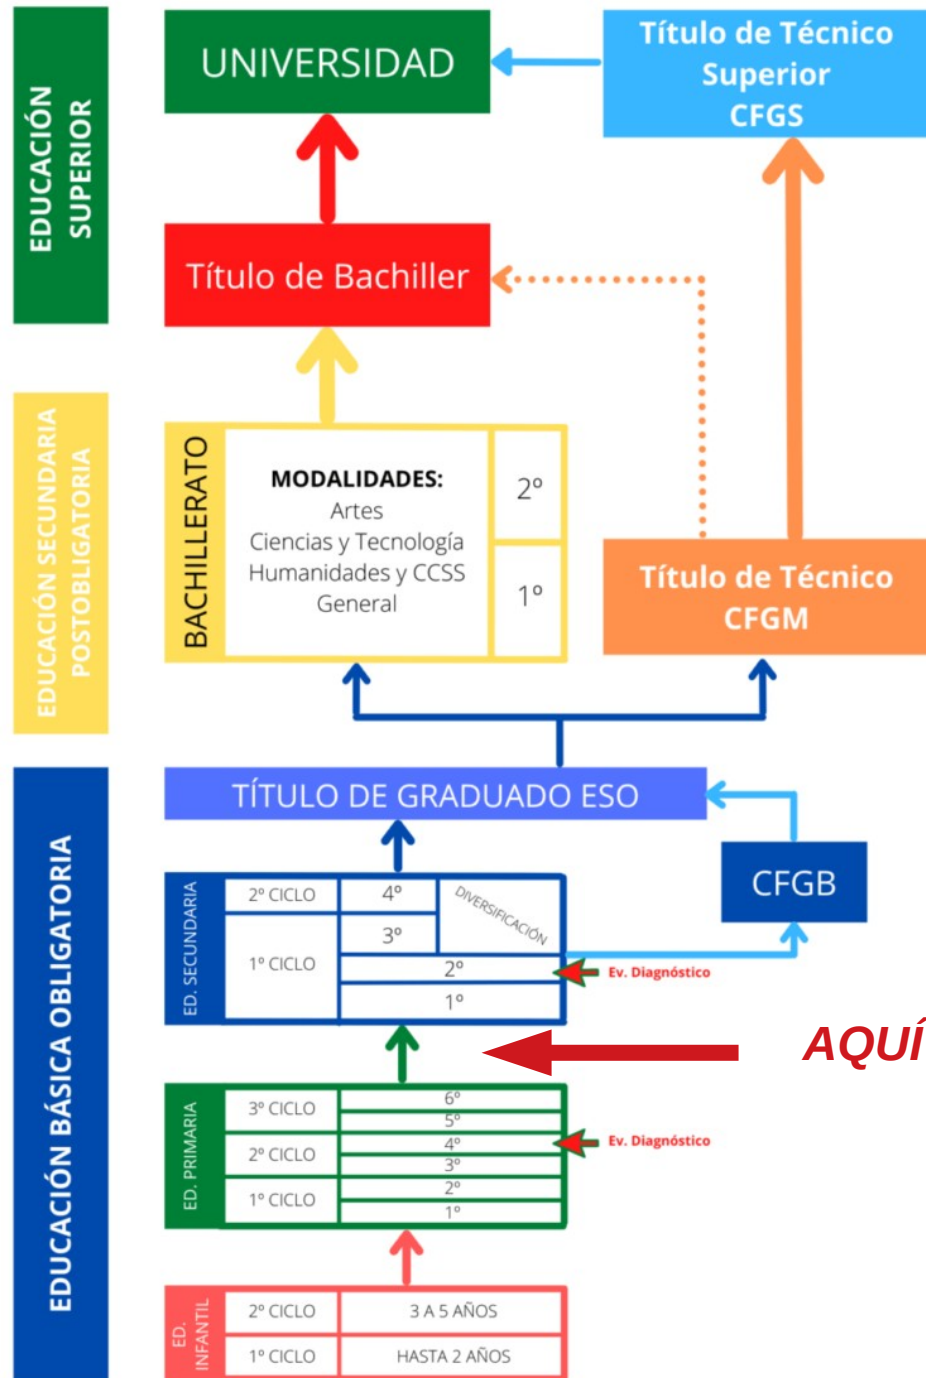 EDUCACIÓN
SUPERIOR
UNIVERSIDAD
Título de Técnico
Superior
CFGS
Título de Bachiller
EDUCACIÓN SECUNDARIA
POSTOBLIGATORIA
BACHILLERATO
MODALIDADES:
Artes
Ciencias y Tecnología
Humanidades y CCSS
General
2º
1º
Título de Técnico
CFGM
EDUCACIÓN BÁSICA OBLIGATORIA
TÍTULO DE GRADUADO ESO
CFGB
ED. SECUNDARIA
2º CICLO
4º
DIVERSIFICACIÓN
3º
1º CICLO
2º
Ev. Diagnóstico
1º
AQUÍ
ED. PRIMARIA
3º CICLO
6º
5º
2º CICLO
4º
Ev. Diagnóstico
3º
1º CICLO
2º
1º
ED.
INFANTIL
2º CICLO
3 A 5 AÑOS
1º CICLO
HASTA 2 AÑOS